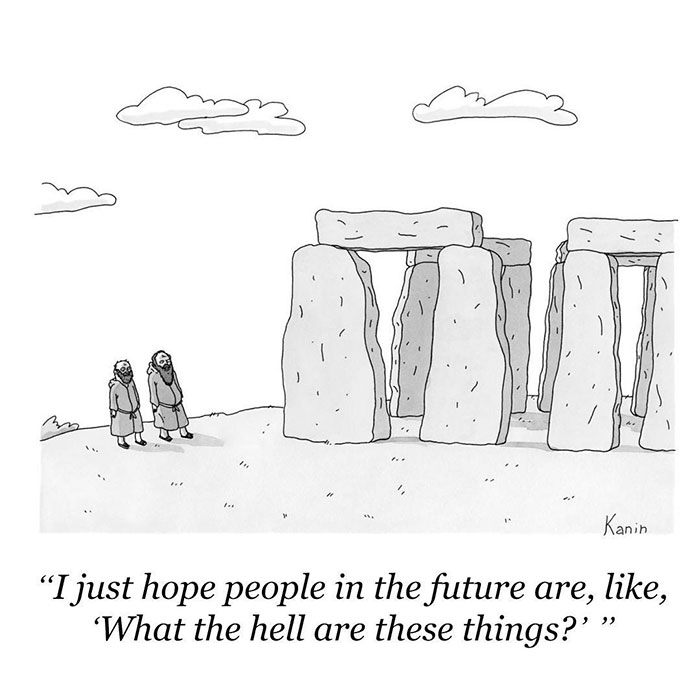 Kanin
“I just hope people in the future are, like,
‘What the hell are these things?’ ”